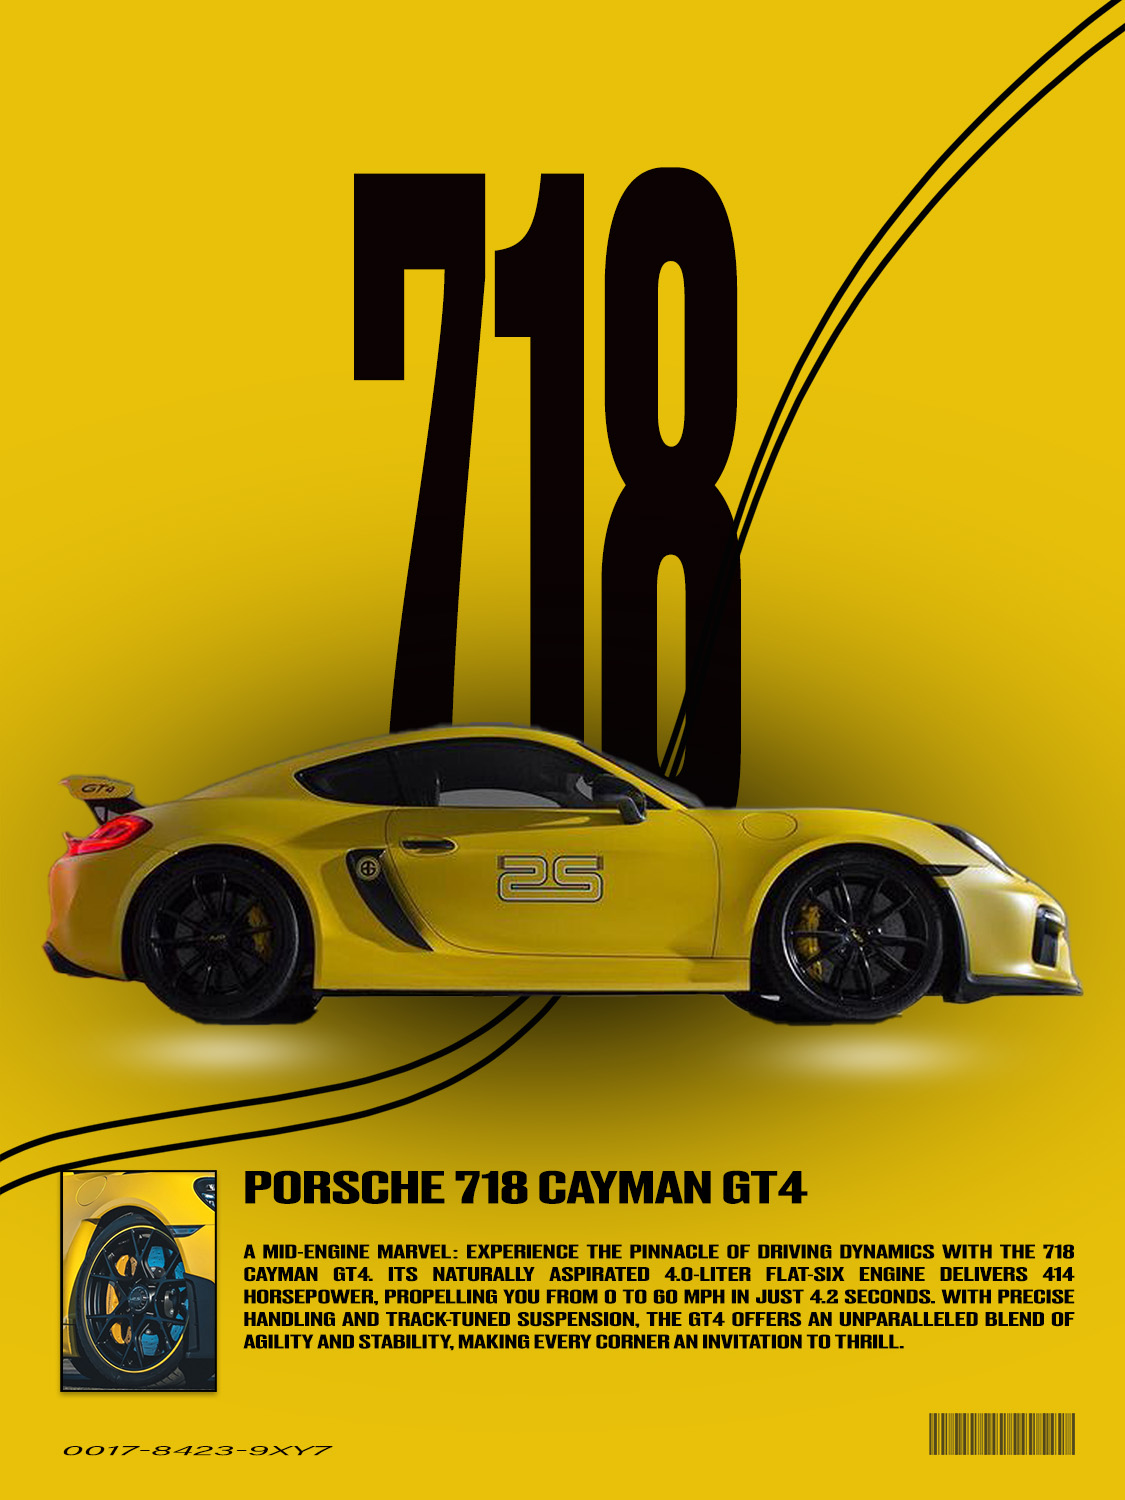 718
GT4
25
PORSCHE 718 CAYMAN GT4
A MID-ENGINE MARVEL: EXPERIENCE THE PINNACLE OF DRIVING DYNAMICS WITH THE 718
CAYMAN GT4. ITS NATURALLY ASPIRATED 4.0-LITER FLAT-SIX ENGINE DELIVERS 414
HORSEPOWER, PROPELLING YOU FROM 0 TO 60 MPH IN JUST 4.2 SECONDS. WITH PRECISE
HANDLING AND TRACK-TUNED SUSPENSION, THE GT4 OFFERS AN UNPARALLELED BLEND OF
AGILITY AND STABILITY, MAKING EVERY CORNER AN INVITATION TO THRILL.
0017-8423-9XY7